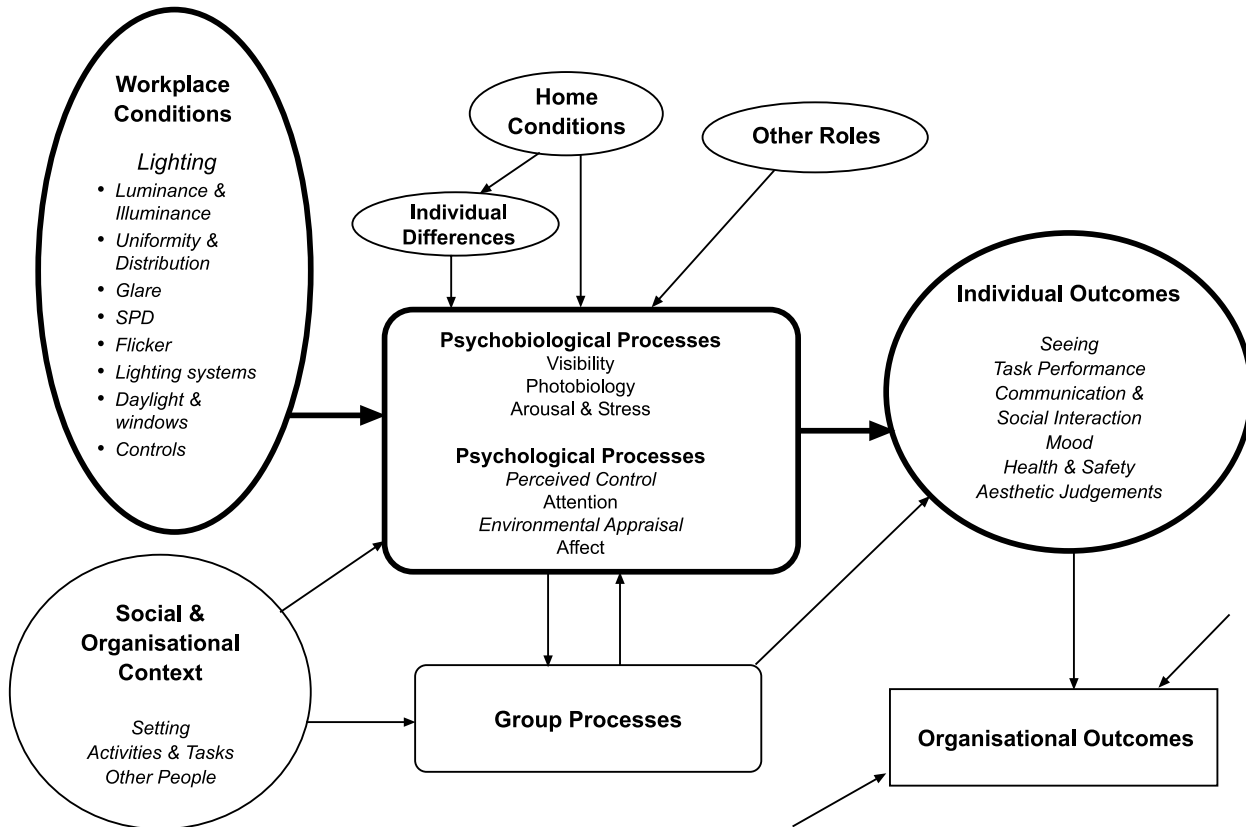 Workplace
Conditions
Lighting
• Luminance &
Illuminance
• Uniformity &
Distribution
• Glare
• SPD
• Flicker
• Lighting systems
• Daylight &
windows
• Controls
Home
Conditions
Other Roles
Individual
Differences
Psychobiological Processes
Visibility
Photobiology
Arousal & Stress
Psychological Processes
Perceived Control
Attention
Environmental Appraisal
Affect
Individual Outcomes
Seeing
Task Performance
Communication &
Social Interaction
Mood
Health & Safety
Aesthetic Judgements
Social &
Organisational
Context
Setting
Activities & Tasks
Other People
Group Processes
Organisational Outcomes